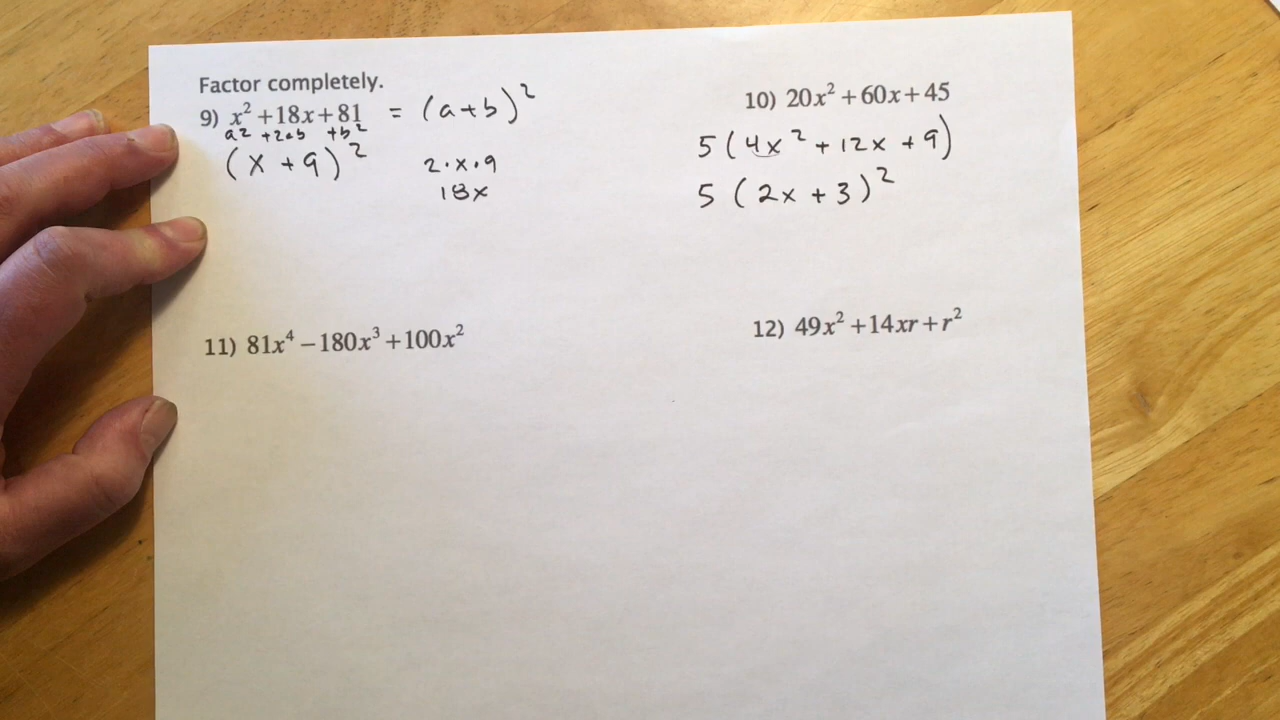 Factor completely.
9) x² + 18x + 81 = (a + b)²
a² + 2ab + b²
(x + 9)²
2 · x · 9
18x
10) 20x² + 60x + 45
5 (4x² + 12x + 9)
5 (2x + 3)²
11) 81x⁴ − 180x³ + 100x²
12) 49x² + 14xr + r²